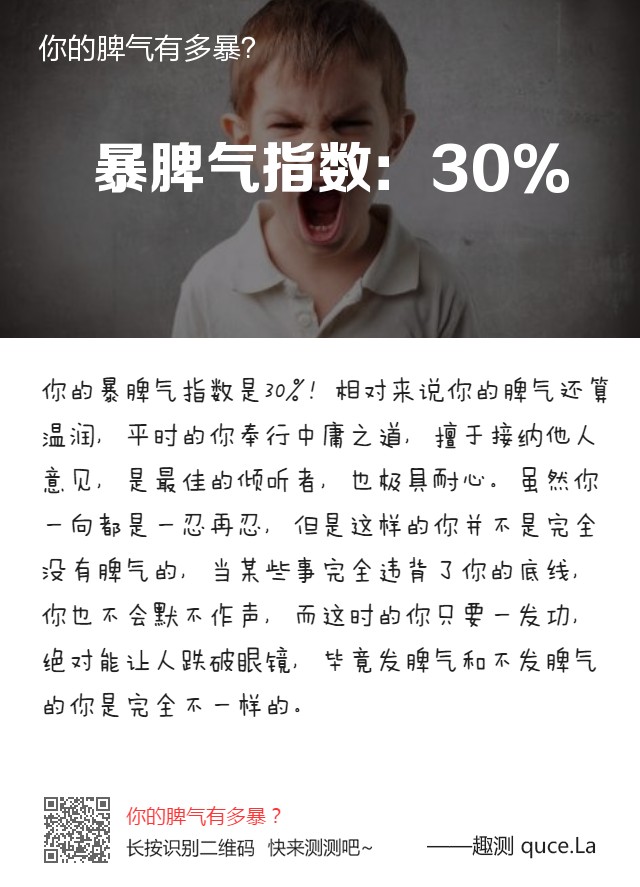 你的脾气有多暴?
暴脾气指数: 30%
你的暴脾气指数是30%! 相对来说你的脾气还算
温润, 平时的你奉行中庸之道, 擅于接纳他人
意见, 是最佳的倾听者, 也极具耐心。虽然你
一向都是一忍再忍, 但是这样的你并不是完全
没有脾气的, 当某些事完全违背了你的底线,
你也不会默不作声, 而这时的你只要一发功,
绝对能让人跌破眼镜, 毕竟发脾气和不发脾气
的你是完全不一样的。
你的脾气有多暴?
长按识别二维码 快来测测吧~
——趣测 quce.La